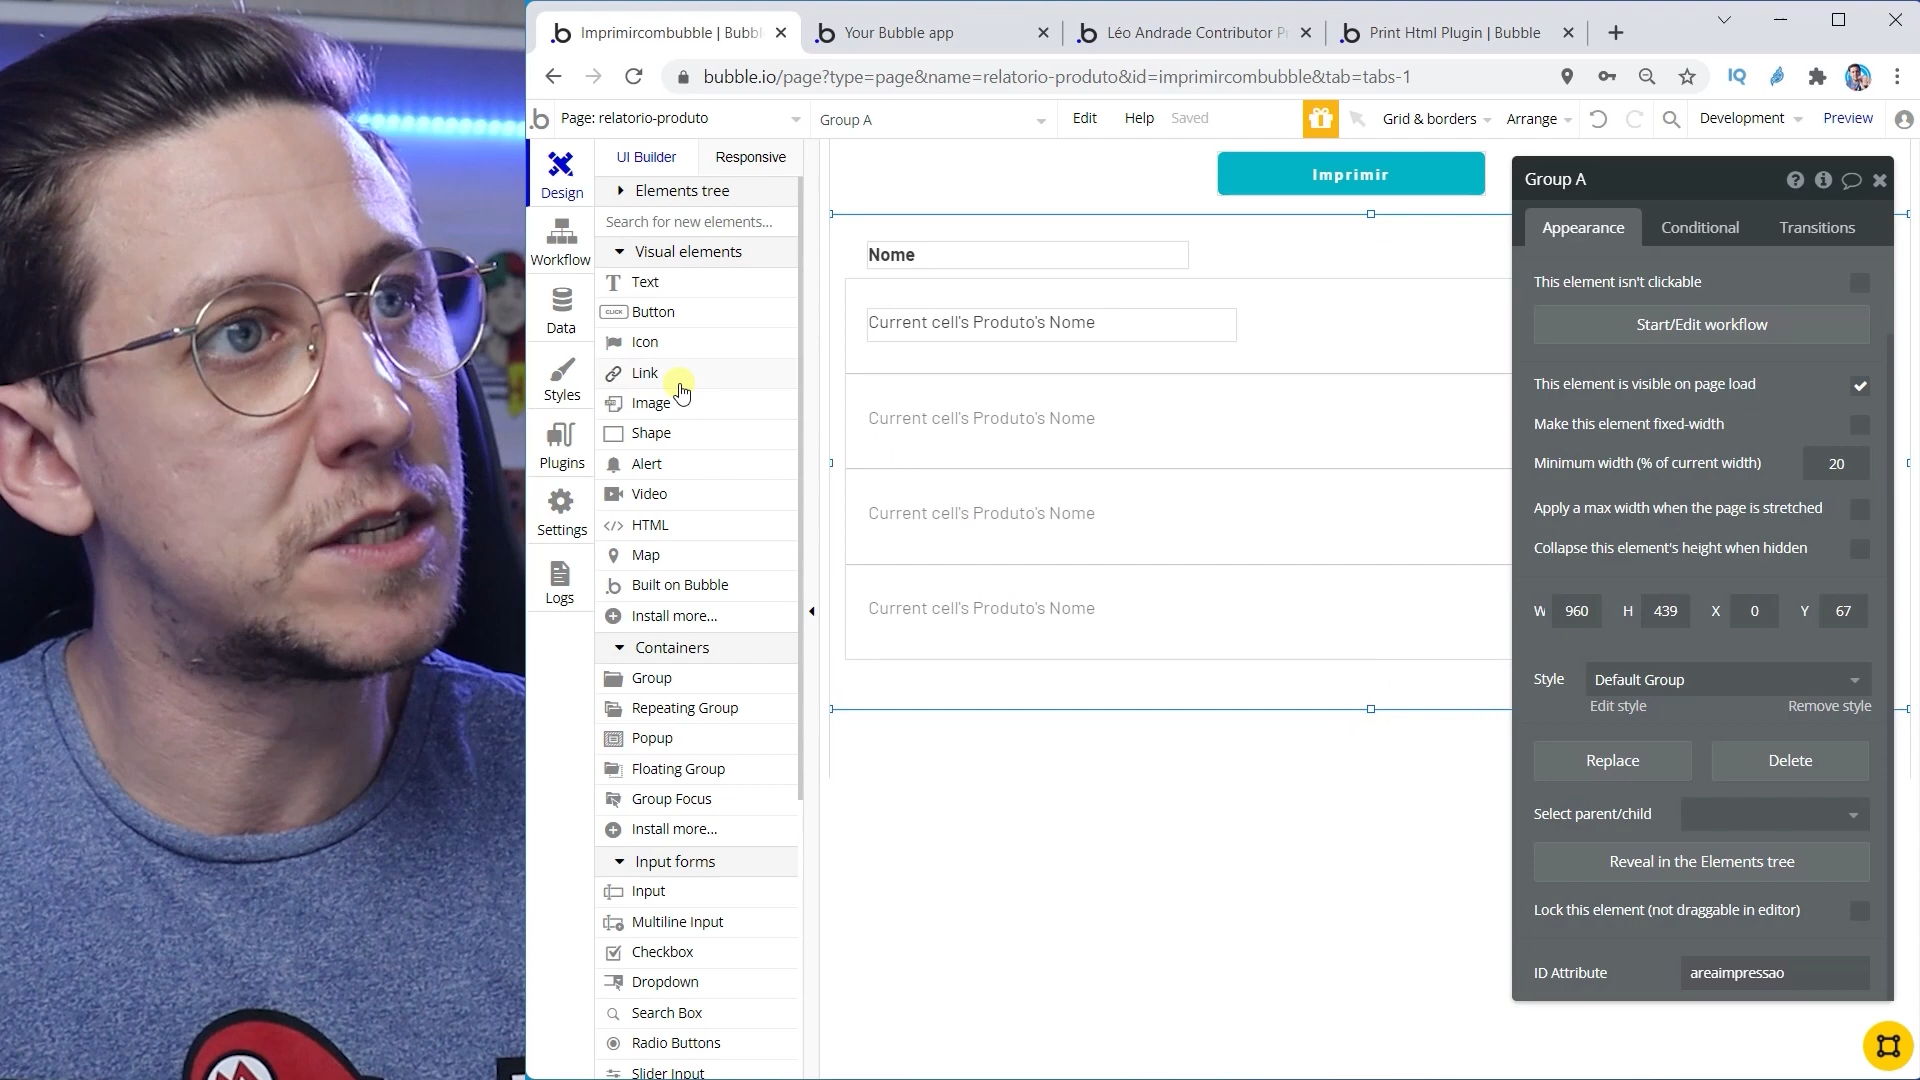 Imprimircombubble | Bubbl
Your Bubble app
Léo Andrade Contributor Pr
Print Html Plugin | Bubble
bubble.io/page?type=page&name=relatorio-produto&id=imprimircombubble&tab=tabs-1
IQ
Page: relatorio-produto
Group A
Edit
Help
Saved
Grid & borders
Arrange
Development
Preview
Design
Workflow
Data
Styles
Plugins
Settings
Logs
UI Builder
Responsive
Elements tree
Search for new elements...
Visual elements
Text
CLICK Button
Icon
Link
Image
Shape
Alert
Video
HTML
Map
Built on Bubble
Install more...
Containers
Group
Repeating Group
Popup
Floating Group
Group Focus
Install more...
Input forms
Input
Multiline Input
Checkbox
Dropdown
Search Box
Radio Buttons
Slider Input
Imprimir
Nome
Current cell's Produto's Nome
Current cell's Produto's Nome
Current cell's Produto's Nome
Current cell's Produto's Nome
Group A
Appearance
Conditional
Transitions
This element isn't clickable
Start/Edit workflow
This element is visible on page load
Make this element fixed-width
Minimum width (% of current width) 20
Apply a max width when the page is stretched
Collapse this element's height when hidden
W 960 H 439 X 0 Y 67
Style Default Group
Edit style Remove style
Replace Delete
Select parent/child
Reveal in the Elements tree
Lock this element (not draggable in editor)
ID Attribute areaimpressao